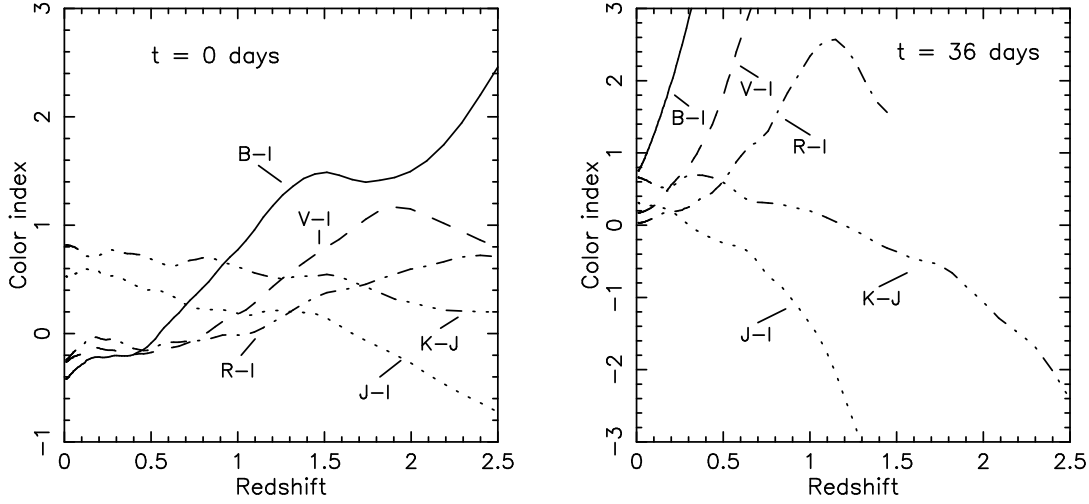 t = 0 days
B-I
V-I
R-I
K-J
J-I
Color index
3
2
1
0
-1
0
0.5
1
1.5
2
2.5
Redshift
t = 36 days
V-I
B-I
R-I
K-J
J-I
Color index
3
2
1
0
-1
-2
-3
0
0.5
1
1.5
2
2.5
Redshift